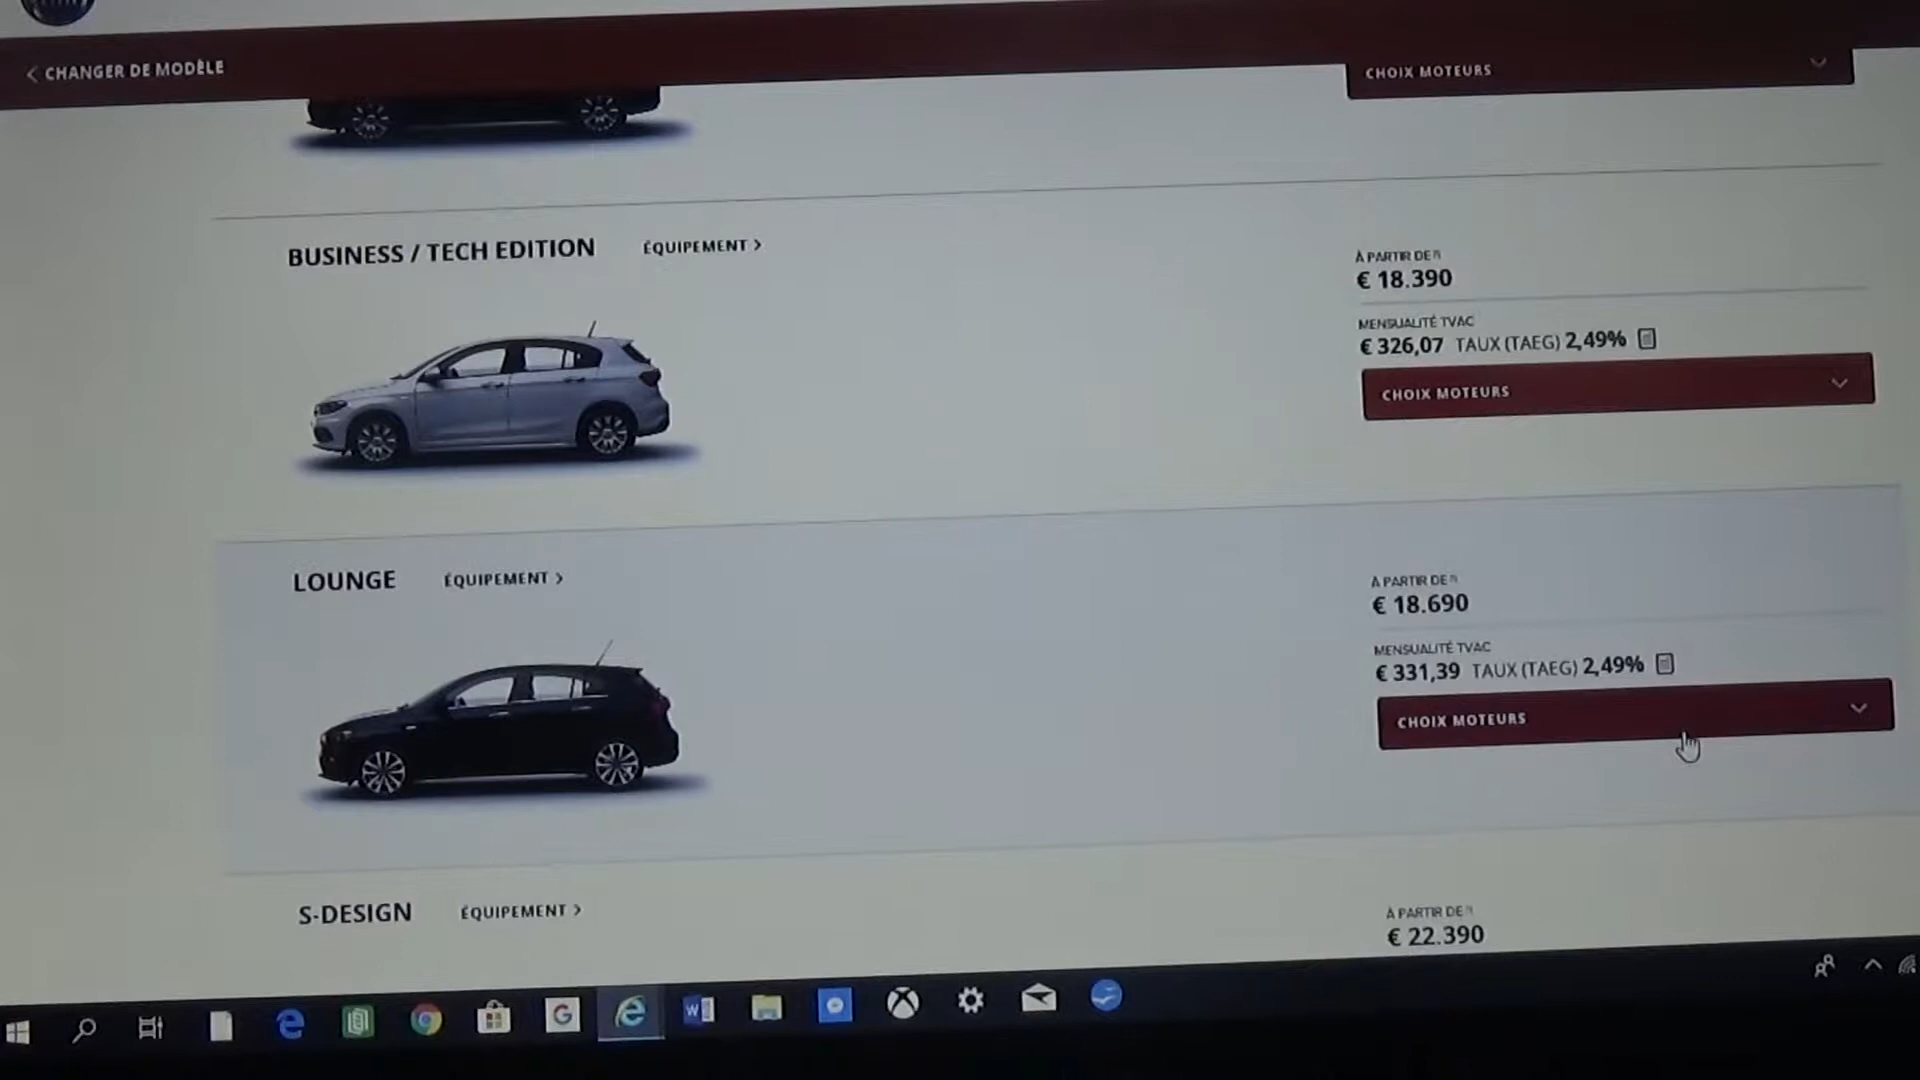 < CHANGER DE MODÈLE
CHOIX MOTEURS
BUSINESS / TECH EDITION
ÉQUIPEMENT >
À PARTIR DE
€ 18.390
MENSUALITÉ TVAC
€ 326,07 TAUX (TAEG) 2,49%
CHOIX MOTEURS
LOUNGE
ÉQUIPEMENT >
À PARTIR DE
€ 18.690
MENSUALITÉ TVAC
€ 331,39 TAUX (TAEG) 2,49%
CHOIX MOTEURS
S-DESIGN
ÉQUIPEMENT >
À PARTIR DE
€ 22.390